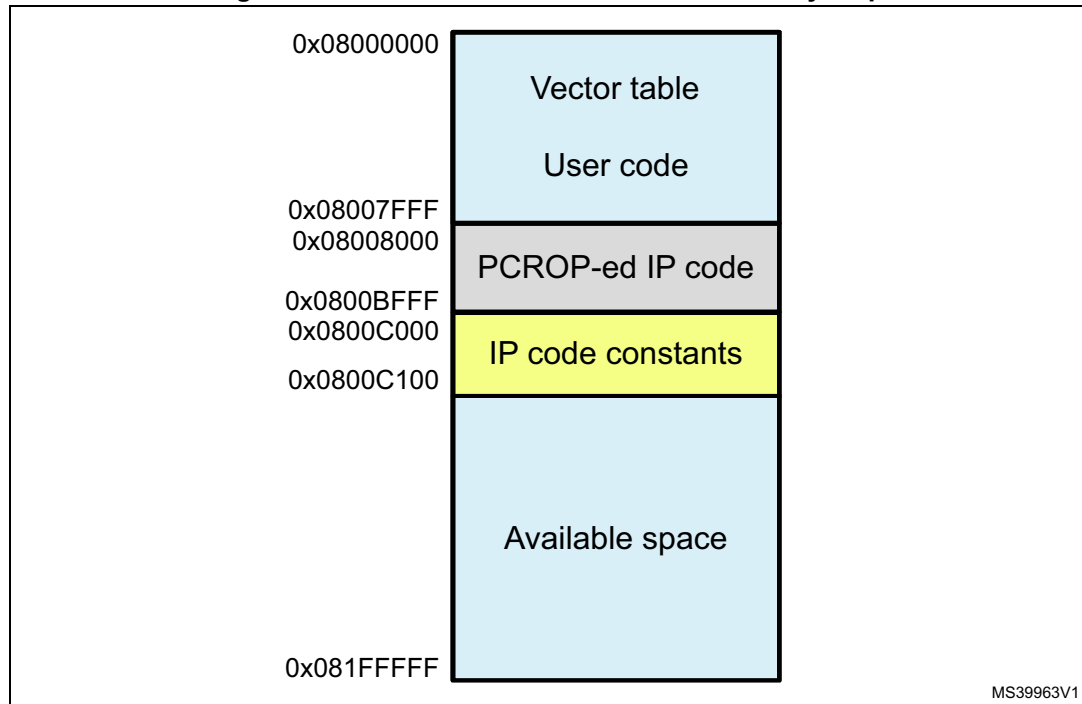 0x08000000
Vector table
User code
0x08007FFF
0x08008000
PCROP-ed IP code
0x0800BFFF
0x0800C000
IP code constants
0x0800C100
Available space
0x081FFFFF
MS39963V1